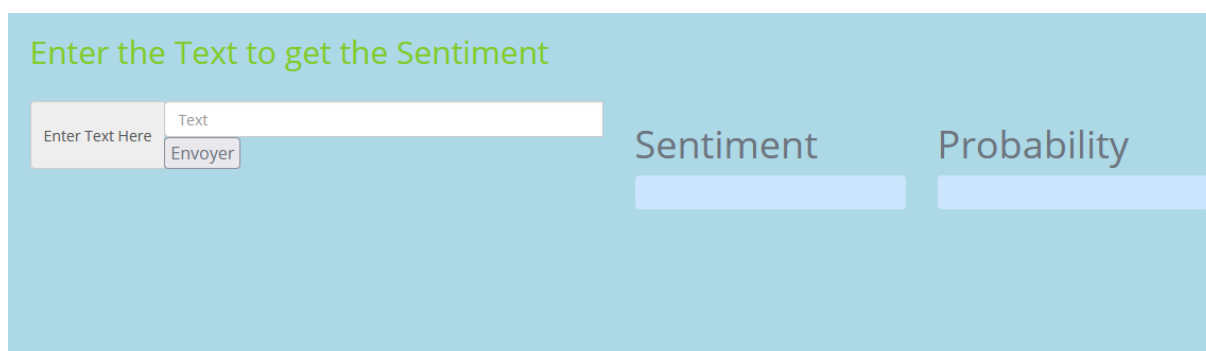 Enter the Text to get the Sentiment
Enter Text Here
Text
Envoyer
Sentiment
Probability